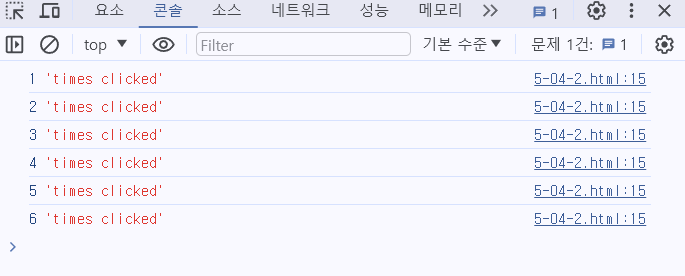 요소 콘솔 소스 네트워크 성능 메모리 1
top Filter 기본 수준 문제 1건: 1
1 'times clicked' 5-04-2.html:15
2 'times clicked' 5-04-2.html:15
3 'times clicked' 5-04-2.html:15
4 'times clicked' 5-04-2.html:15
5 'times clicked' 5-04-2.html:15
6 'times clicked' 5-04-2.html:15